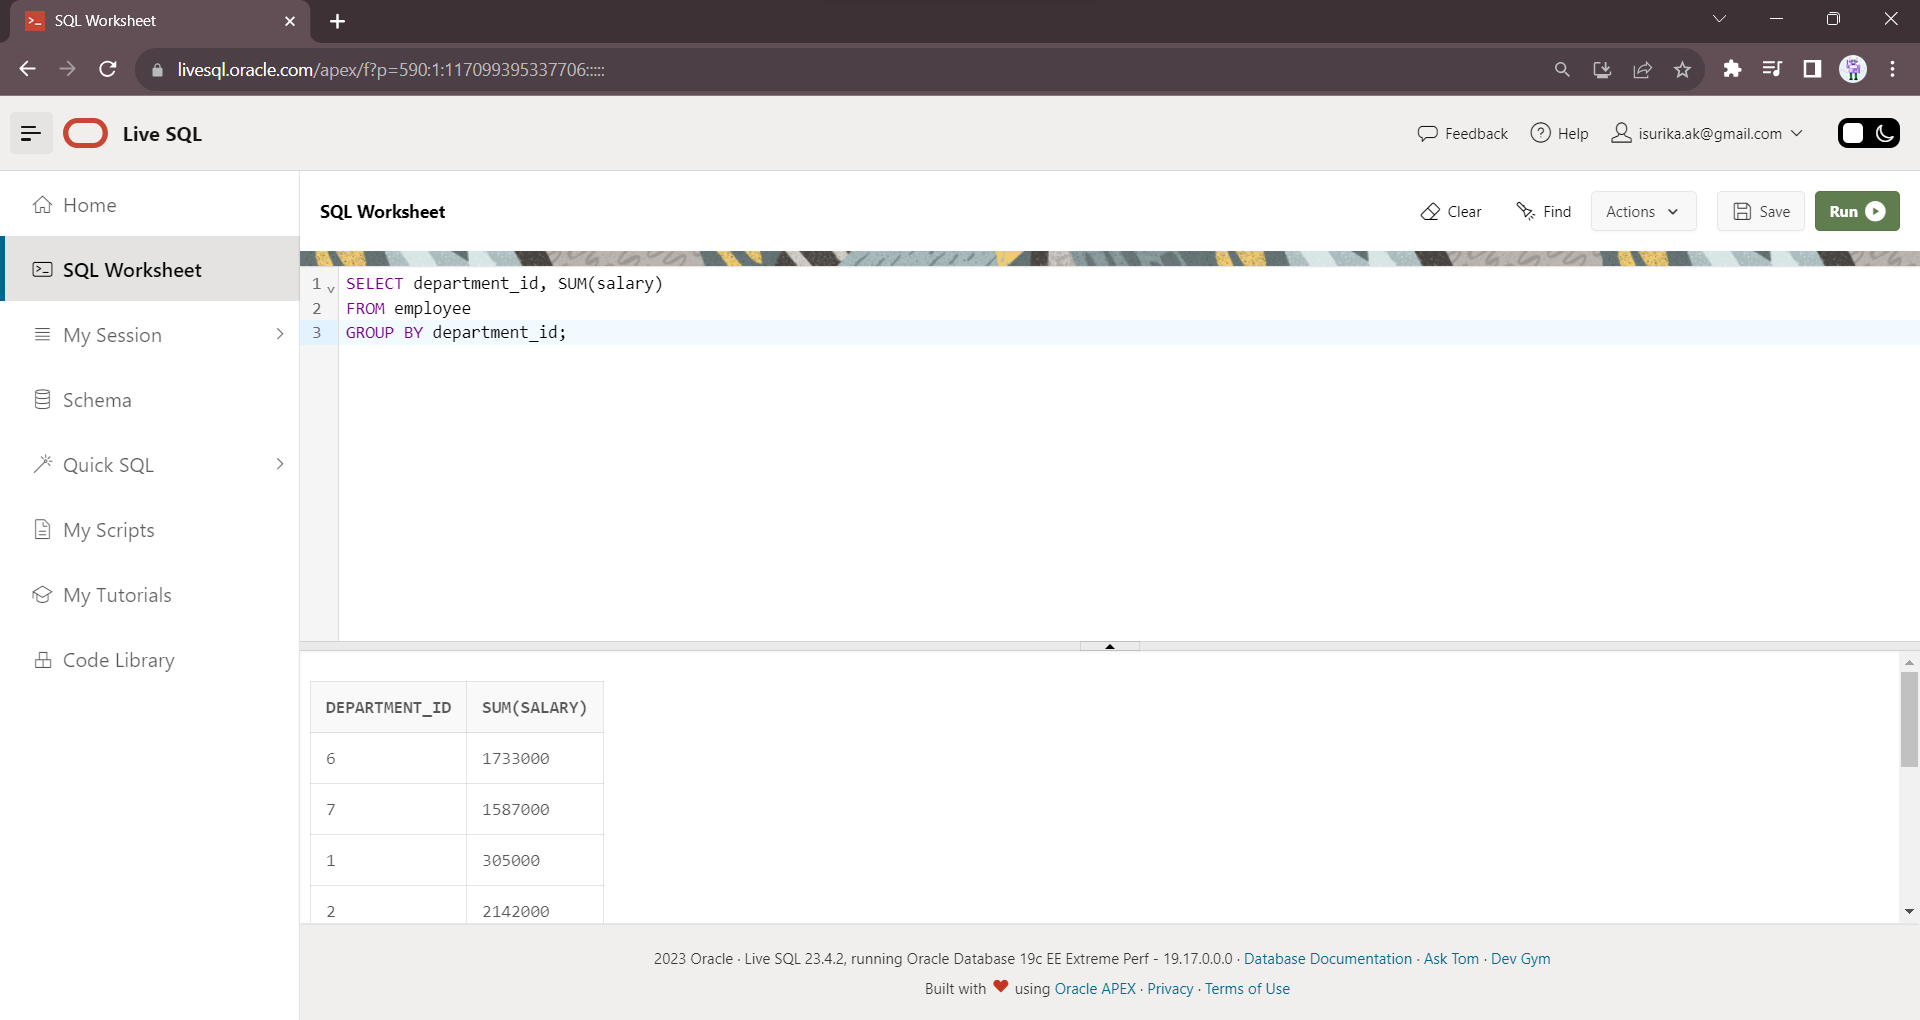 SQL Worksheet
livesql.oracle.com/apex/f?p=590:1:117099395337706:::::
Live SQL
Feedback
Help
isurika.ak@gmail.com
Home
SQL Worksheet
My Session
Schema
Quick SQL
My Scripts
My Tutorials
Code Library
SQL Worksheet
Clear
Find
Actions
Save
Run
1 SELECT department_id, SUM(salary)
2 FROM employee
3 GROUP BY department_id;
DEPARTMENT_ID SUM(SALARY)
6 1733000
7 1587000
1 305000
2 2142000
2023 Oracle · Live SQL 23.4.2, running Oracle Database 19c EE Extreme Perf - 19.17.0.0.0 · Database Documentation · Ask Tom · Dev Gym
Built with ❤ using Oracle APEX · Privacy · Terms of Use